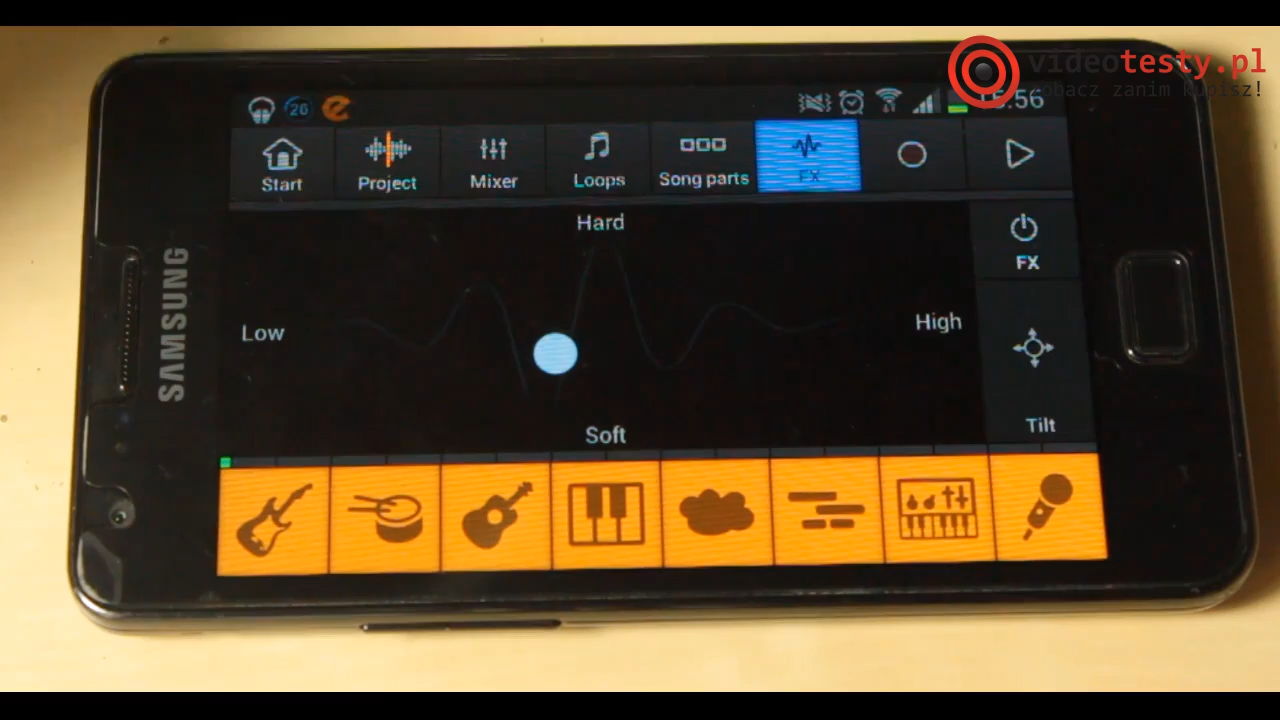 videotesty.pl
zobacz zanim kupisz!
26
15:56
Start
Project
Mixer
Loops
Song parts
FX
Hard
FX
Low
High
Tilt
Soft
SAMSUNG